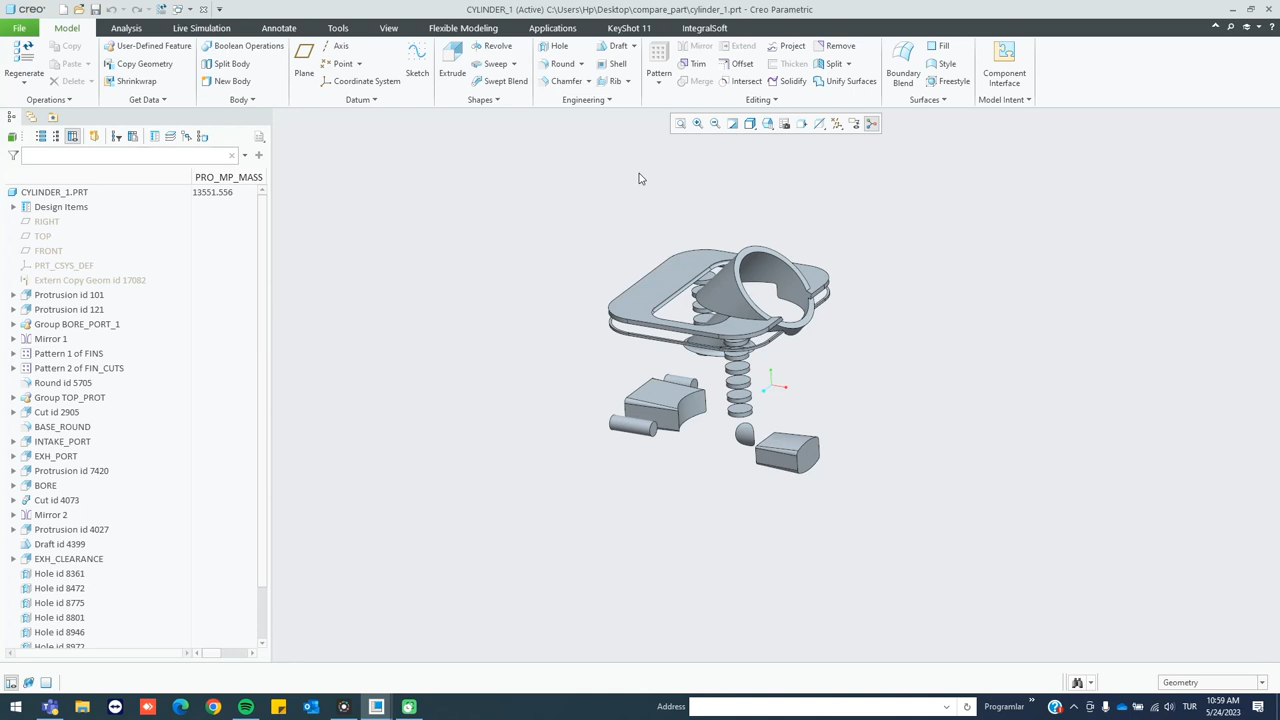 creo
CYLINDER_1 (Active) C:\Users\Hp\Desktop\compare_part\cylinder_1.prt - Creo Parametric
File
Model
Analysis
Live Simulation
Annotate
Tools
View
Flexible Modeling
Applications
KeyShot 11
IntegralSoft
Regenerate
Copy
Paste
Delete
User-Defined Feature
Copy Geometry
Shrinkwrap
Boolean Operations
Split Body
New Body
Plane
Axis
Point
Coordinate System
Sketch
Extrude
Revolve
Sweep
Swept Blend
Hole
Round
Chamfer
Draft
Shell
Rib
Pattern
Mirror
Trim
Merge
Extend
Offset
Intersect
Project
Thicken
Solidify
Remove
Split
Unify Surfaces
Boundary
Blend
Fill
Style
Freestyle
Component
Interface
Operations
Get Data
Body
Datum
Shapes
Engineering
Editing
Surfaces
Model Intent
PRO_MP_MASS
CYLINDER_1.PRT
13551.556
Design Items
RIGHT
TOP
FRONT
PRT_CSYS_DEF
Extern Copy Geom id 17082
Protrusion id 101
Protrusion id 121
Group BORE_PORT_1
Mirror 1
Pattern 1 of FINS
Pattern 2 of FIN_CUTS
Round id 5705
Group TOP_PROT
Cut id 2905
BASE_ROUND
INTAKE_PORT
EXH_PORT
Protrusion id 7420
BORE
Cut id 4073
Mirror 2
Protrusion id 4027
Draft id 4399
EXH_CLEARANCE
Hole id 8361
Hole id 8472
Hole id 8775
Hole id 8801
Hole id 8946
Hole id 8972
Geometry
Address
Programlar
TUR
10:59 AM
5/24/2023